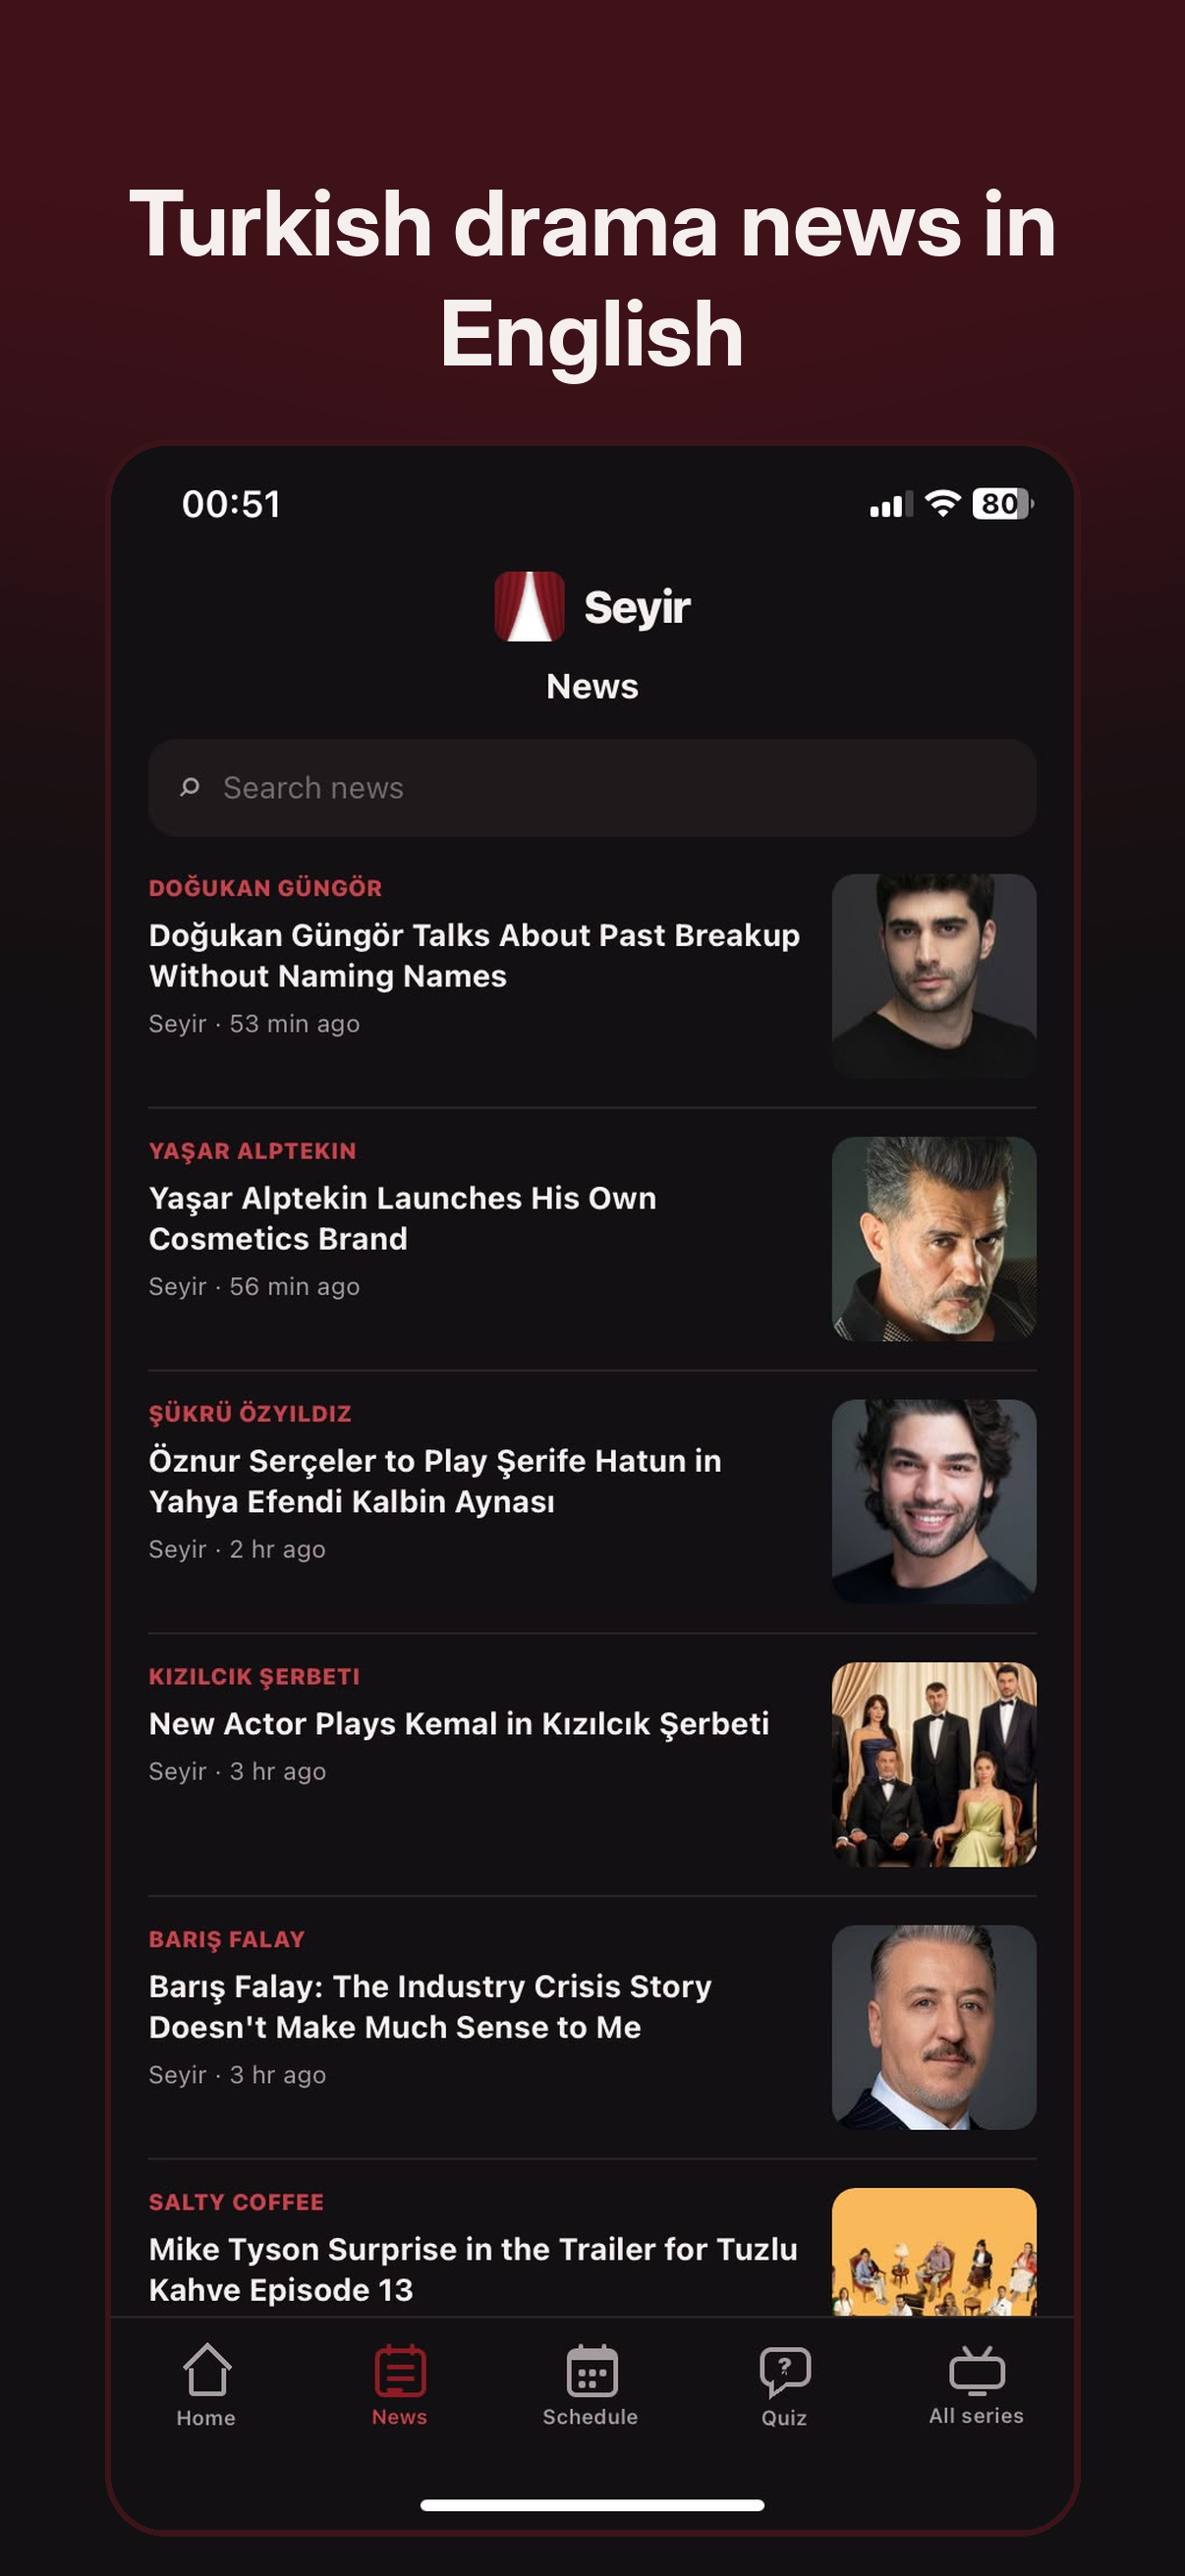 Turkish drama news in
English
00:51
80
Seyir
News
Search news
DOĞUKAN GÜNGÖR
Doğukan Güngör Talks About Past Breakup
Without Naming Names
Seyir · 53 min ago
YAŞAR ALPTEKIN
Yaşar Alptekin Launches His Own
Cosmetics Brand
Seyir · 56 min ago
ŞÜKRÜ ÖZYILDIZ
Öznur Serçeler to Play Şerife Hatun in
Yahya Efendi Kalbin Aynası
Seyir · 2 hr ago
KIZILCIK ŞERBETI
New Actor Plays Kemal in Kızılcık Şerbeti
Seyir · 3 hr ago
BARIŞ FALAY
Barış Falay: The Industry Crisis Story
Doesn't Make Much Sense to Me
Seyir · 3 hr ago
SALTY COFFEE
Mike Tyson Surprise in the Trailer for Tuzlu
Kahve Episode 13
Home
News
Schedule
?
Quiz
All series